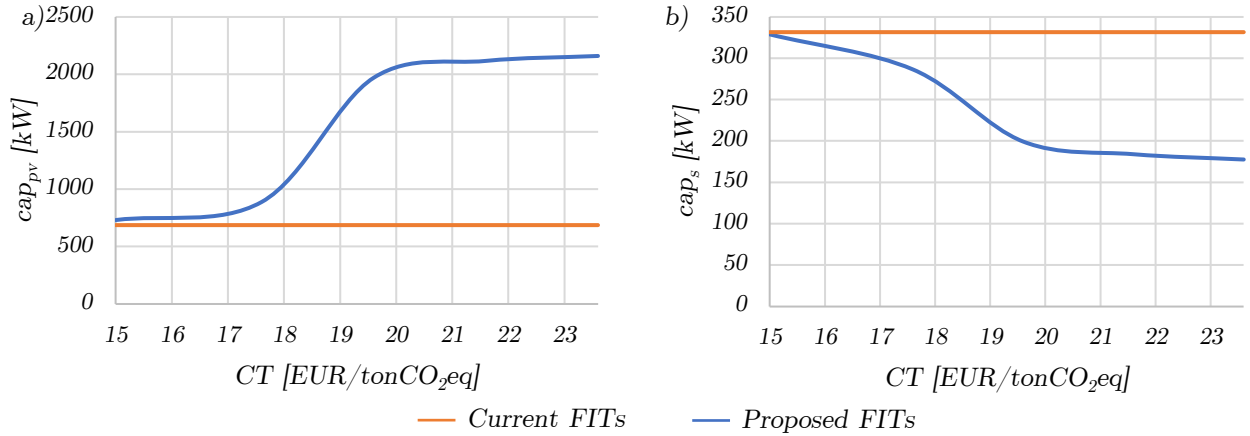 a)
cap_pv [kW]
2500
2000
1500
1000
500
0
15 16 17 18 19 20 21 22 23
CT [EUR/tonCO₂eq]
b)
cap_s [kW]
350
300
250
200
150
100
50
0
15 16 17 18 19 20 21 22 23
CT [EUR/tonCO₂eq]
Current FITs Proposed FITs